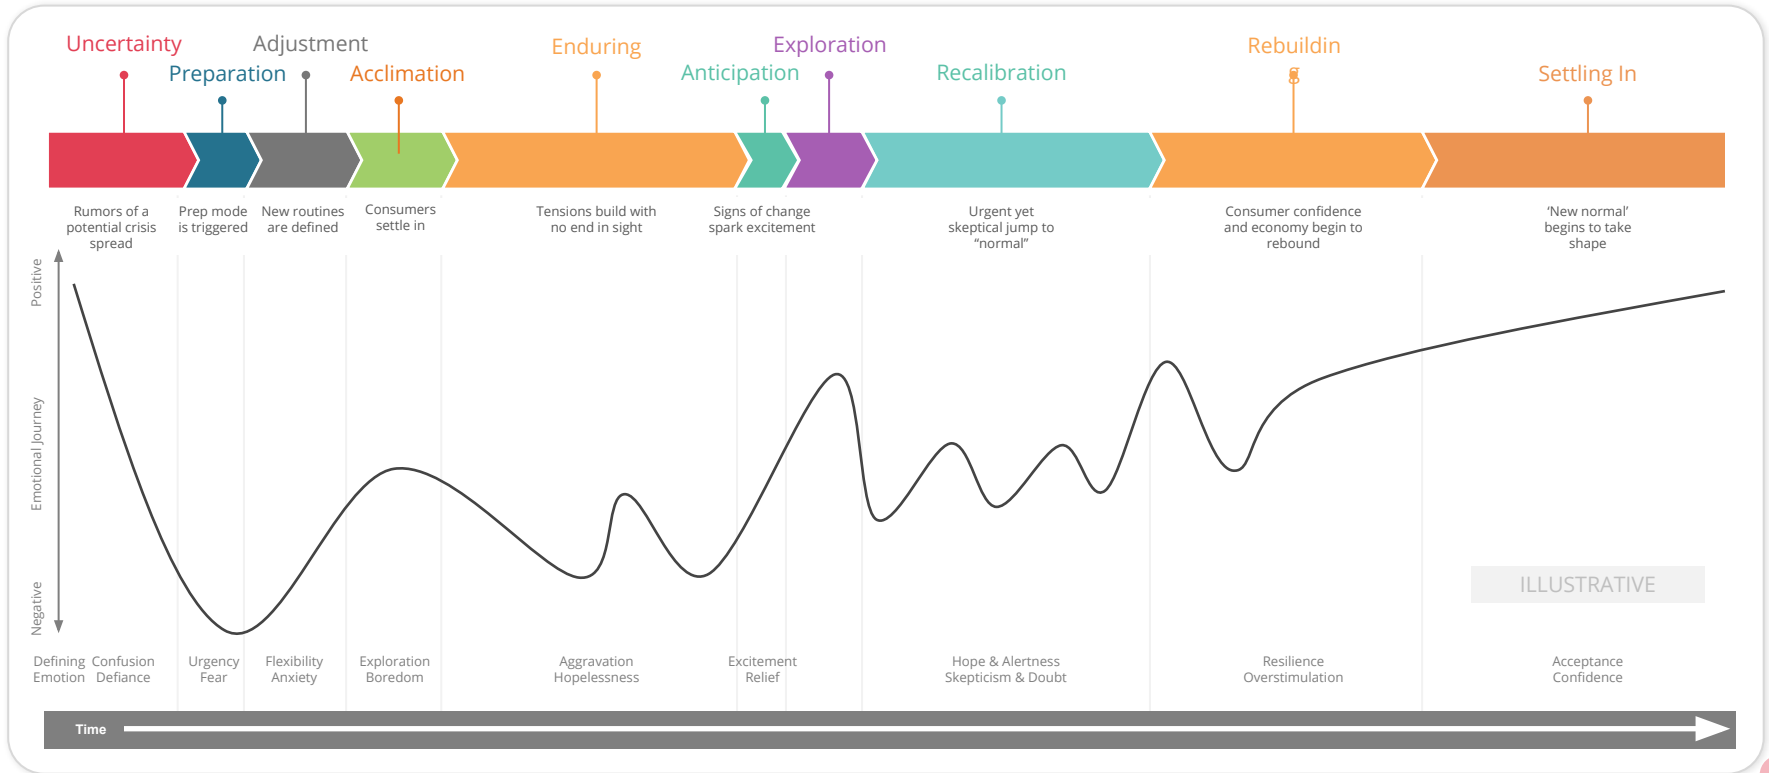 Uncertainty
Preparation
Adjustment
Acclimation
Enduring
Anticipation
Exploration
Recalibration
Rebuildin
g
Settling In
Rumors of a
potential crisis
spread
Prep mode
is triggered
New routines
are defined
Consumers
settle in
Tensions build with
no end in sight
Signs of change
spark excitement
Urgent yet
skeptical jump to
“normal”
Consumer confidence
and economy begin to
rebound
‘New normal’
begins to take
shape
Positive
Emotional Journey
Negative
ILLUSTRATIVE
Defining
Emotion
Confusion
Defiance
Urgency
Fear
Flexibility
Anxiety
Exploration
Boredom
Aggravation
Hopelessness
Excitement
Relief
Hope & Alertness
Skepticism & Doubt
Resilience
Overstimulation
Acceptance
Confidence
Time